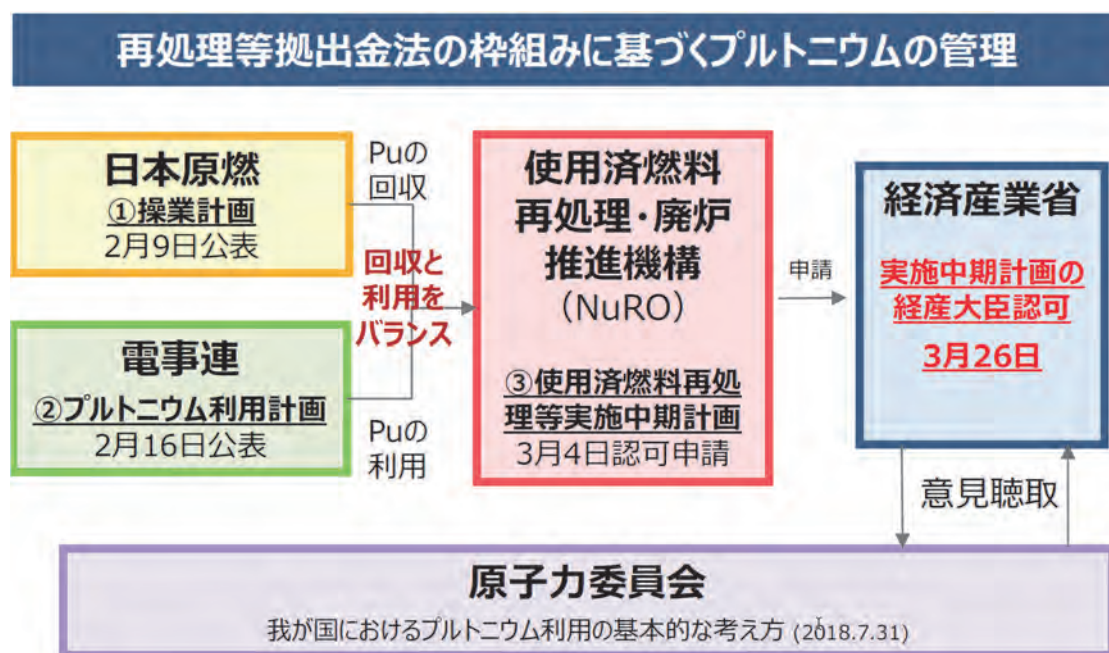 再処理等拠出金法の枠組みに基づくプルトニウムの管理
日本原燃
①操業計画
2月9日公表
電事連
②プルトニウム利用計画
2月16日公表
Puの
回収
回収と
利用を
バランス
Puの
利用
使用済燃料
再処理・廃炉
推進機構
(NuRO)
③使用済燃料再処
理等実施中期計画
3月4日認可申請
申請
経済産業省
実施中期計画の
経産大臣認可
3月26日
意見聴取
原子力委員会
我が国におけるプルトニウム利用の基本的な考え方 (2018.7.31)